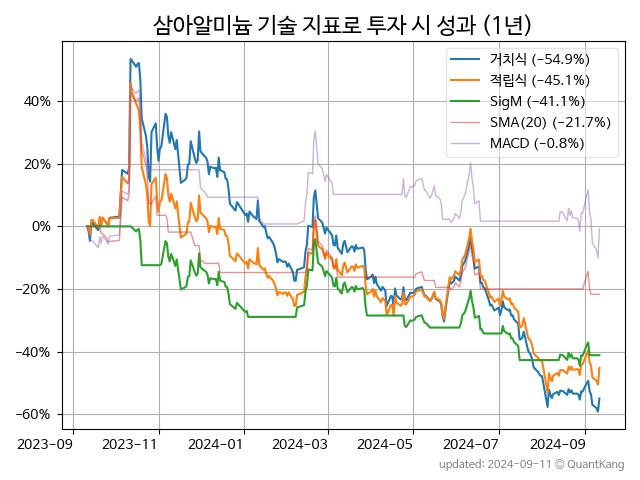 삼아알미늄 기술 지표로 투자 시 성과 (1년)
거치식 (−54.9%)
적립식 (−45.1%)
SigM (−41.1%)
SMA(20) (−21.7%)
MACD (−0.8%)
40%
20%
0%
−20%
−40%
−60%
2023-09
2023-11
2024-01
2024-03
2024-05
2024-07
2024-09
updated: 2024-09-11 © QuantKang